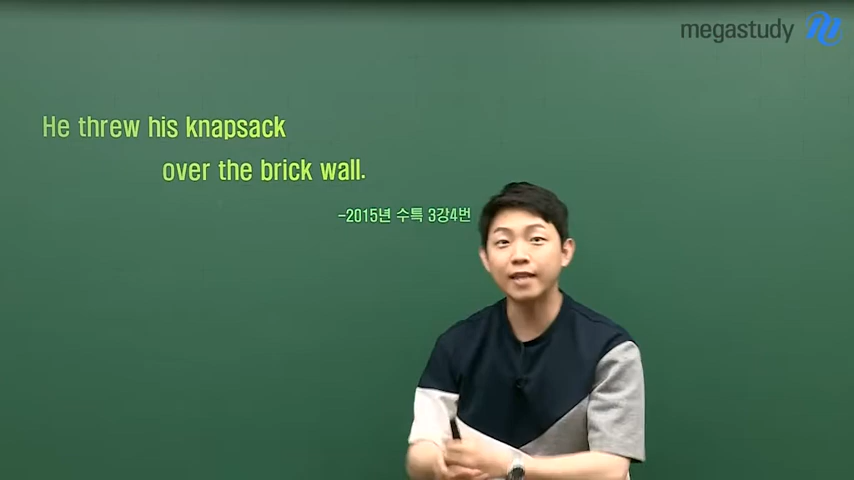 megastudy
He threw his knapsack
over the brick wall.
-2015년 수특 3강4번